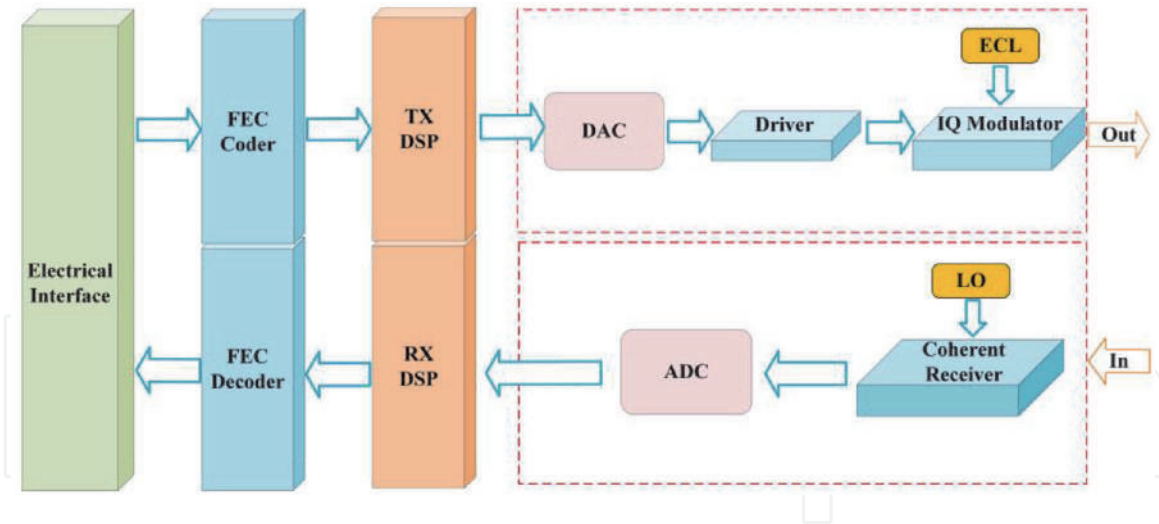 Electrical
Interface
FEC
Coder
TX
DSP
DAC
Driver
ECL
IQ Modulator
Out
FEC
Decoder
RX
DSP
ADC
LO
Coherent
Receiver
In